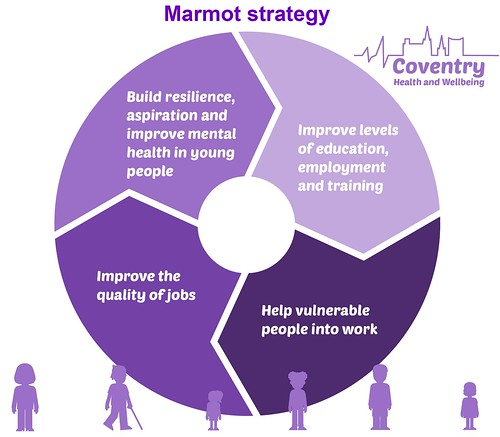 Marmot strategy
Coventry
Health and Wellbeing
Build resilience,
aspiration and
improve mental
health in young
people
Improve levels
of education,
employment
and training
Improve the
quality of jobs
Help vulnerable
people into work